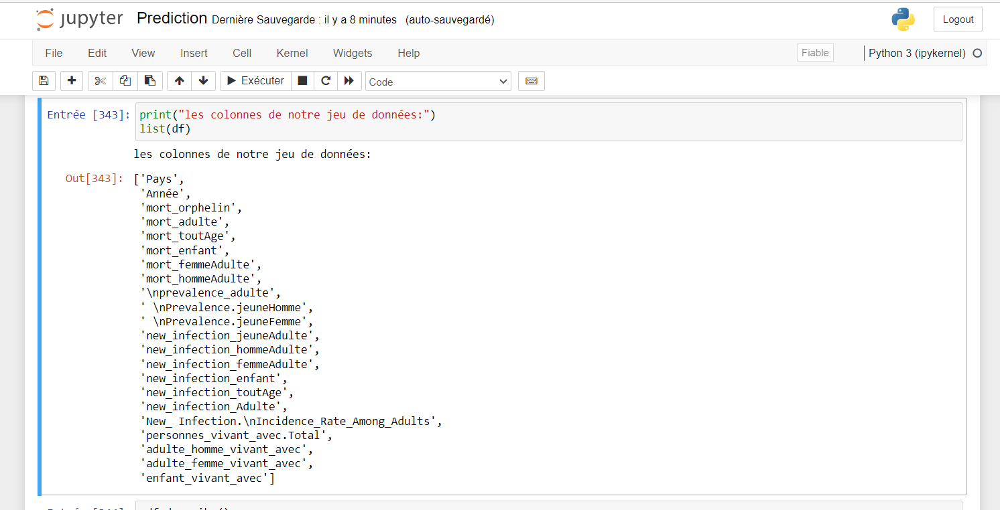 jupyter Prediction Dernière Sauvegarde : il y a 8 minutes (auto-sauvegardé) Logout
File Edit View Insert Cell Kernel Widgets Help Fiable Python 3 (ipykernel)
Exécuter Code
Entrée [343]: print("les colonnes de notre jeu de données:")
list(df)
les colonnes de notre jeu de données:
Out[343]: ['Pays',
'Année',
'mort_orphelin',
'mort_adulte',
'mort_toutAge',
'mort_enfant',
'mort_femmeAdulte',
'mort_hommeAdulte',
'\nprevalence_adulte',
' \nPrevalence.jeuneHomme',
' \nPrevalence.jeuneFemme',
'new_infection_jeuneAdulte',
'new_infection_hommeAdulte',
'new_infection_femmeAdulte',
'new_infection_enfant',
'new_infection_toutAge',
'new_infection_Adulte',
'New_ Infection.\nIncidence_Rate_Among_Adults',
'personnes_vivant_avec.Total',
'adulte_homme_vivant_avec',
'adulte_femme_vivant_avec',
'enfant_vivant_avec']